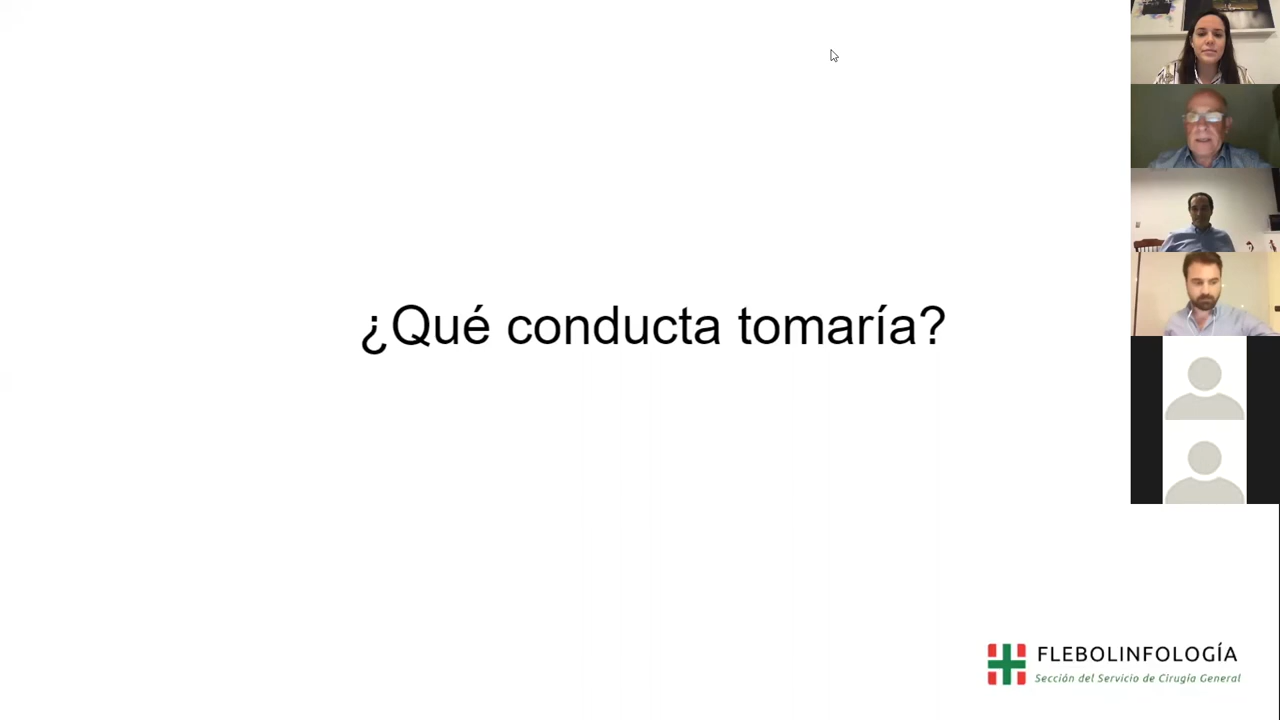 ¿Qué conducta tomaría?
FLEBOLINFOLOGÍA
Sección del Servicio de Cirugía General